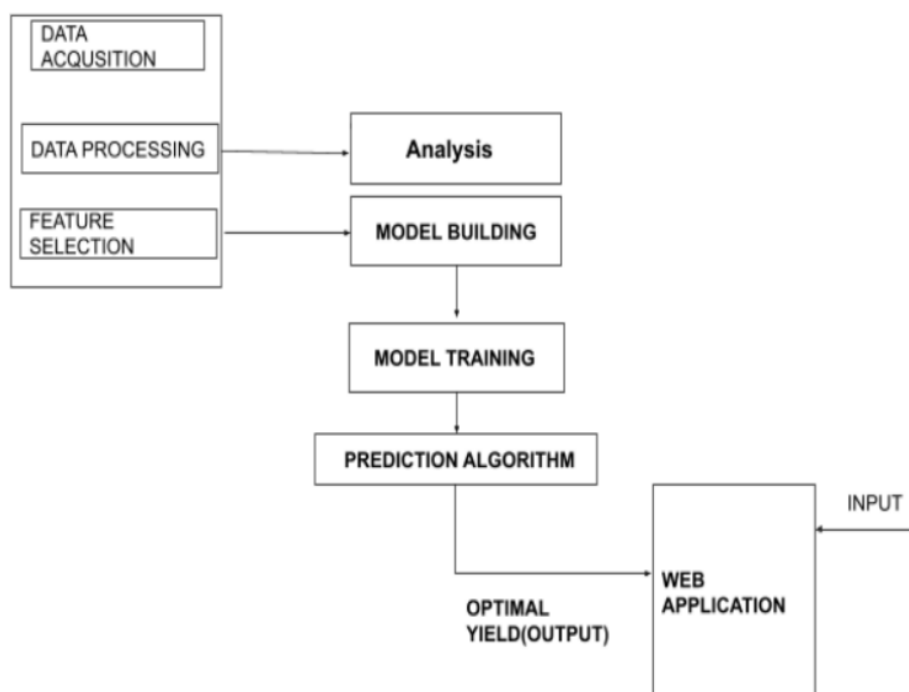 DATA
ACQUSITION
DATA PROCESSING
Analysis
FEATURE
SELECTION
MODEL BUILDING
MODEL TRAINING
PREDICTION ALGORITHM
INPUT
WEB
APPLICATION
OPTIMAL
YIELD(OUTPUT)